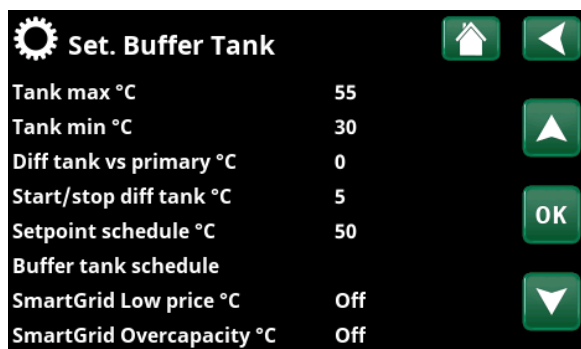 Set. Buffer Tank
Tank max °C 55
Tank min °C 30
Diff tank vs primary °C 0
Start/stop diff tank °C 5
OK
Setpoint schedule °C 50
Buffer tank schedule
SmartGrid Low price °C Off
SmartGrid Overcapacity °C Off